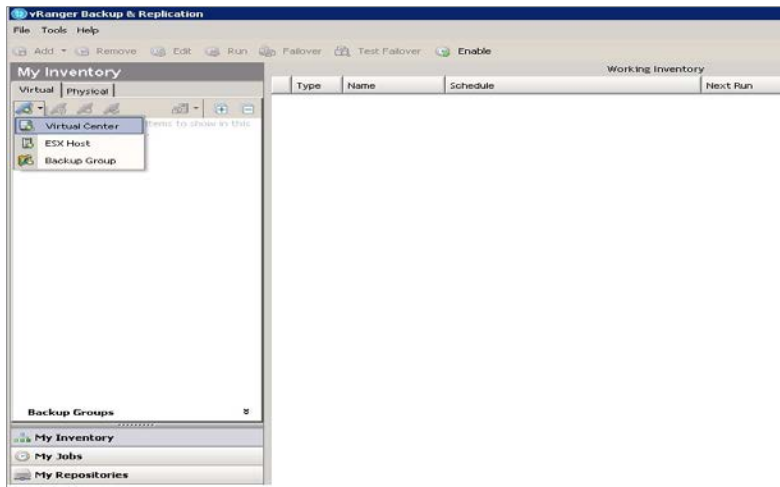 vRanger Backup & Replication
File Tools Help
Add Remove Edit Run Failover Test Failover Enable
My Inventory
Working Inventory
Virtual Physical
Type Name Schedule Next Run
Virtual Center
items to show in this
ESX Host
Backup Group
Backup Groups
My Inventory
My Jobs
My Repositories